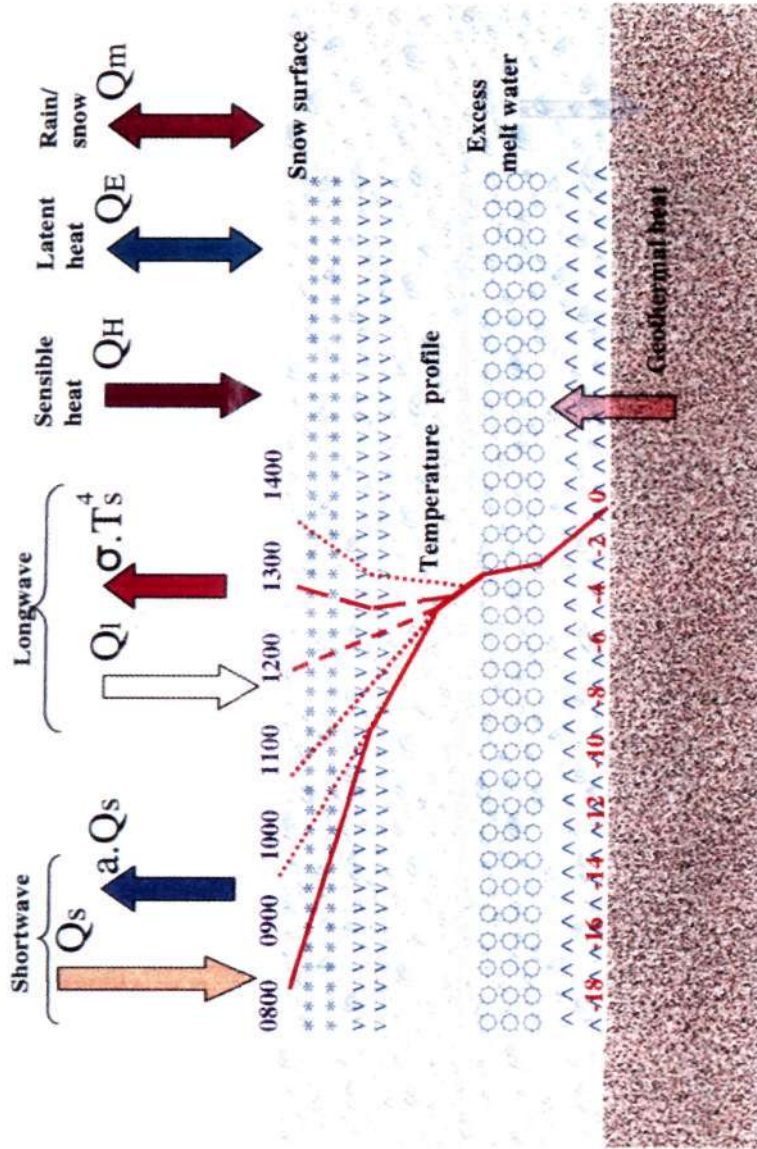 Shortwave
Longwave
Sensible
heat
Latent
heat
Rain/
snow
Qs
a.Qs
Ql
σ.Ts⁴
QH
QE
Qm
0800 0900 1000 1100 1200 1300 1400
Snow surface
Temperature profile
Excess
melt water
-18 -16 -14 -12 -10 -8 -6 -4 -2 0
Geothermal heat